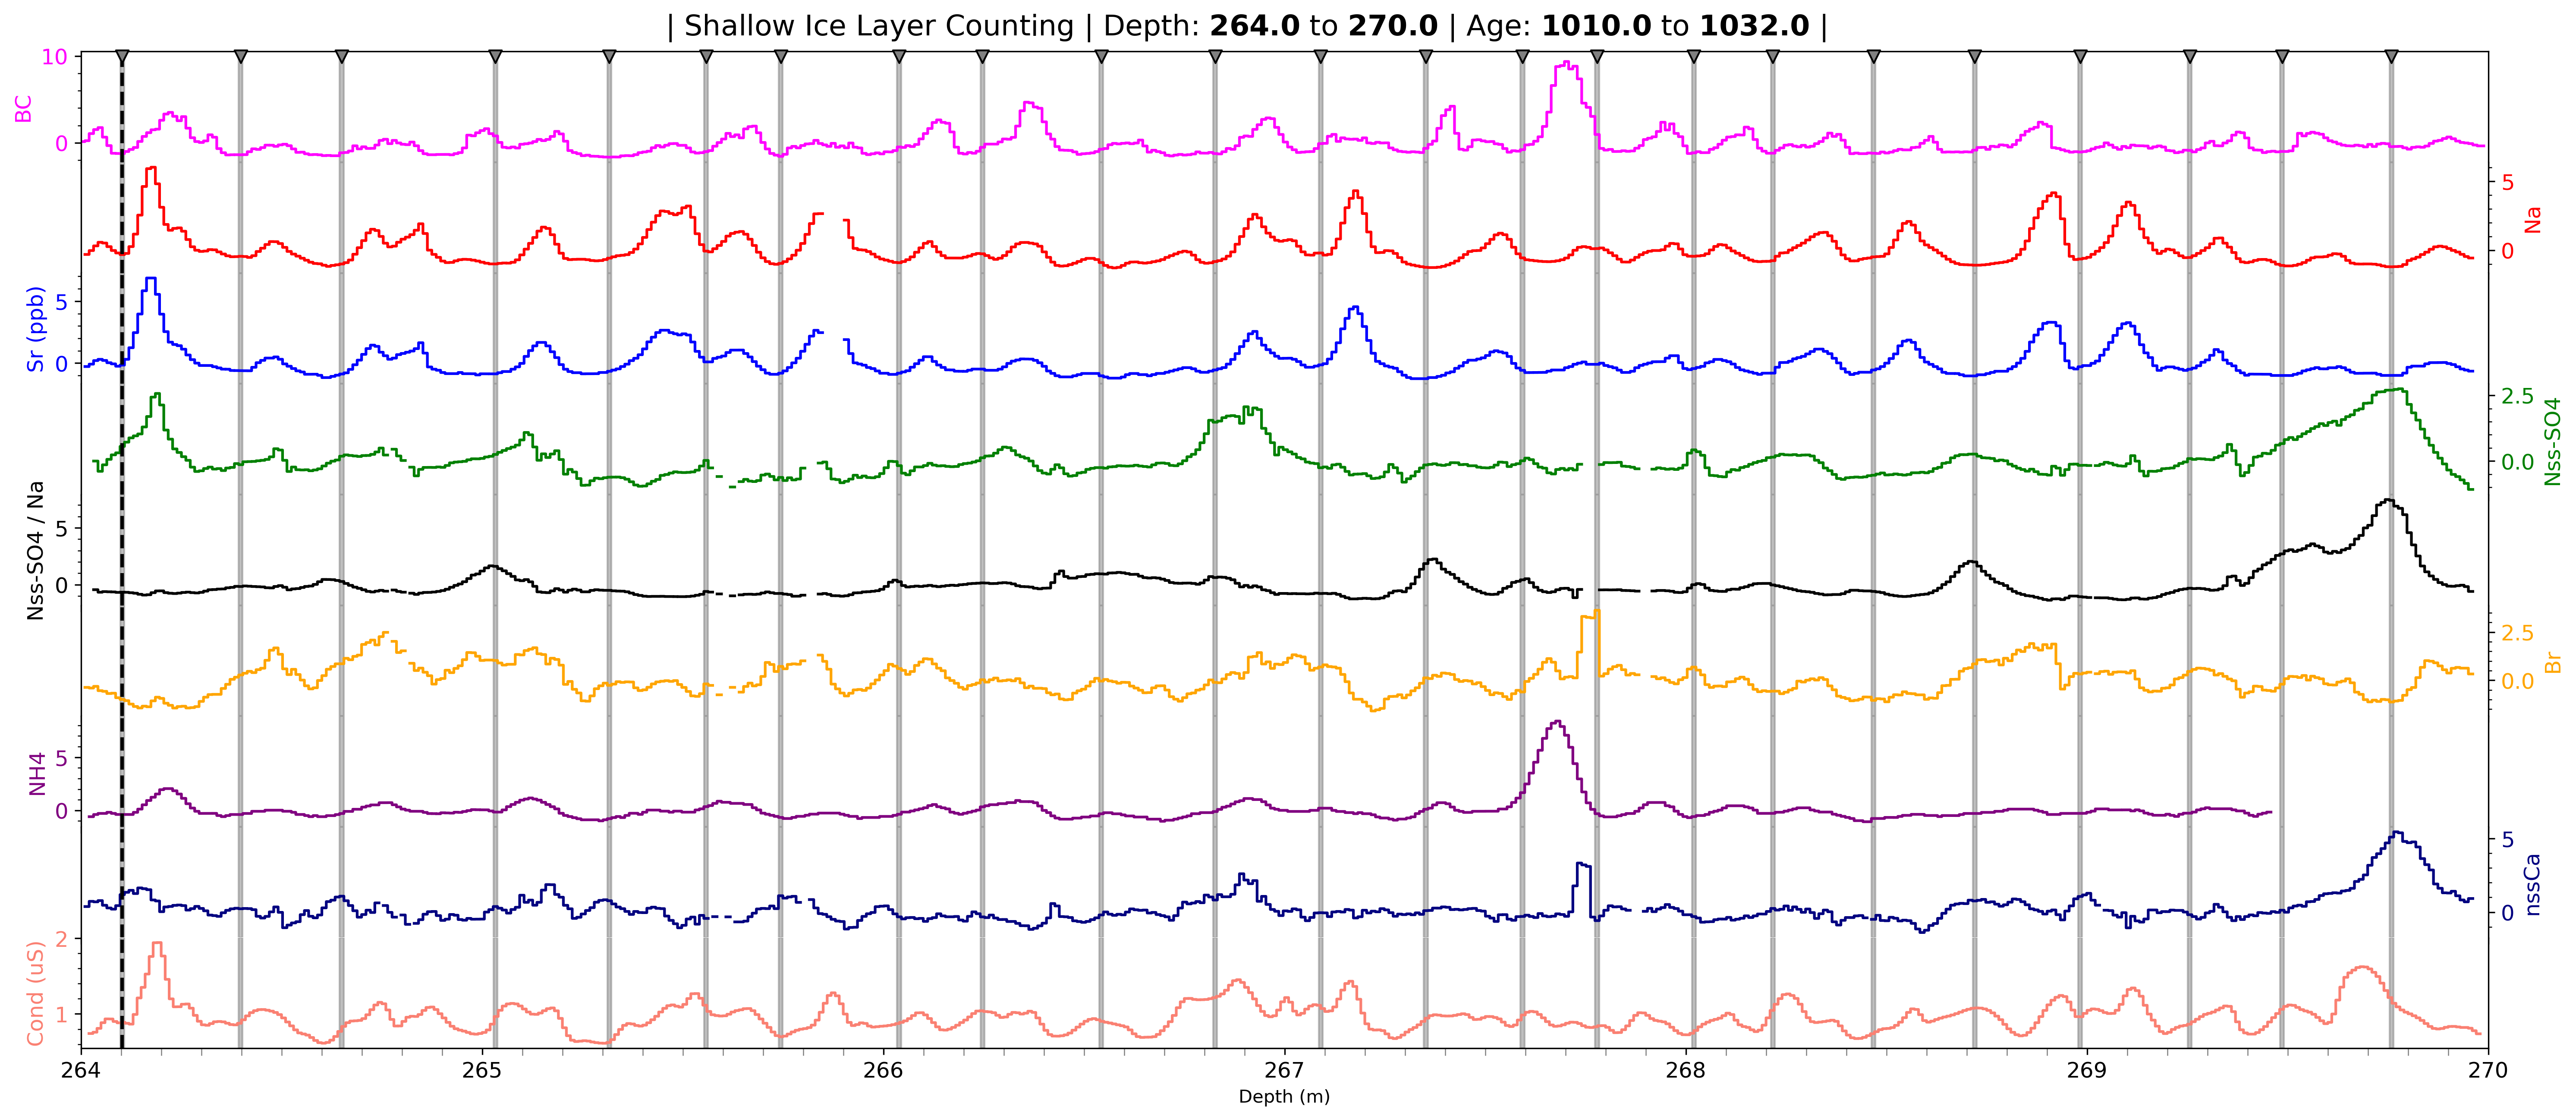 | Shallow Ice Layer Counting | Depth: 264.0 to 270.0 | Age: 1010.0 to 1032.0 |
10
0
BC
5
0
Na
5
0
Sr (ppb)
2.5
0.0
Nss-SO4
5
0
Nss-SO4 / Na
2.5
0.0
Br
5
0
NH4
5
0
nssCa
2
1
Cond (uS)
264 265 266 267 268 269 270
Depth (m)